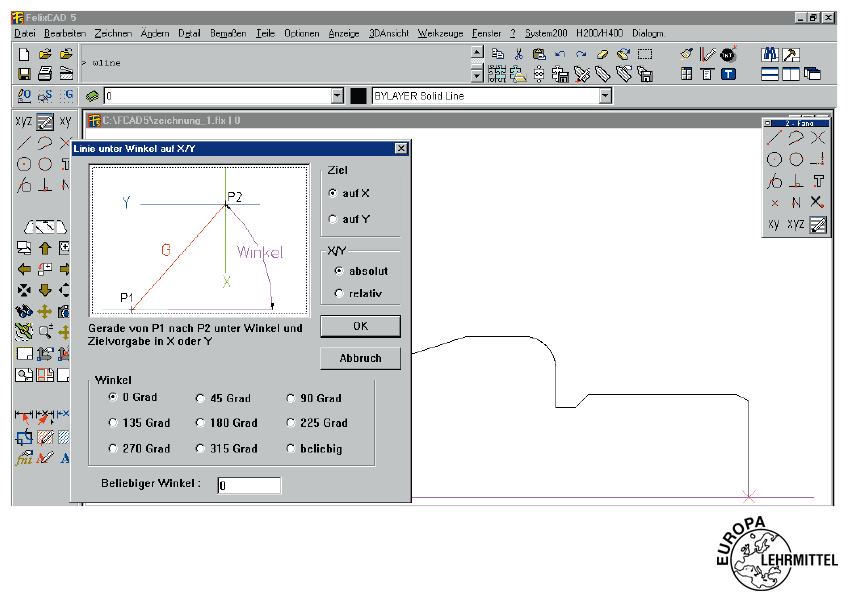 FelixCAD 5
Datei Bearbeiten Zeichnen Ändern Detail Bemaßen Teile Optionen Anzeige 3DAnsicht Werkzeuge Fenster ? System200 H200/H400 Dialogm.
> wline
0
BYLAYER Solid Line
XYZ
XY
C:\FCAD5\zeichnung_1.flx | 0
2 - Fang
XY XYZ
Linie unter Winkel auf X/Y
Y
P2
G
Winkel
X
P1
Gerade von P1 nach P2 unter Winkel und
Zielvorgabe in X oder Y
Ziel
auf X
auf Y
X/Y
absolut
relativ
OK
Abbruch
Winkel
0 Grad
45 Grad
90 Grad
135 Grad
180 Grad
225 Grad
270 Grad
315 Grad
beliebig
Beliebiger Winkel :
0
EUROPA
LEHRMITTEL